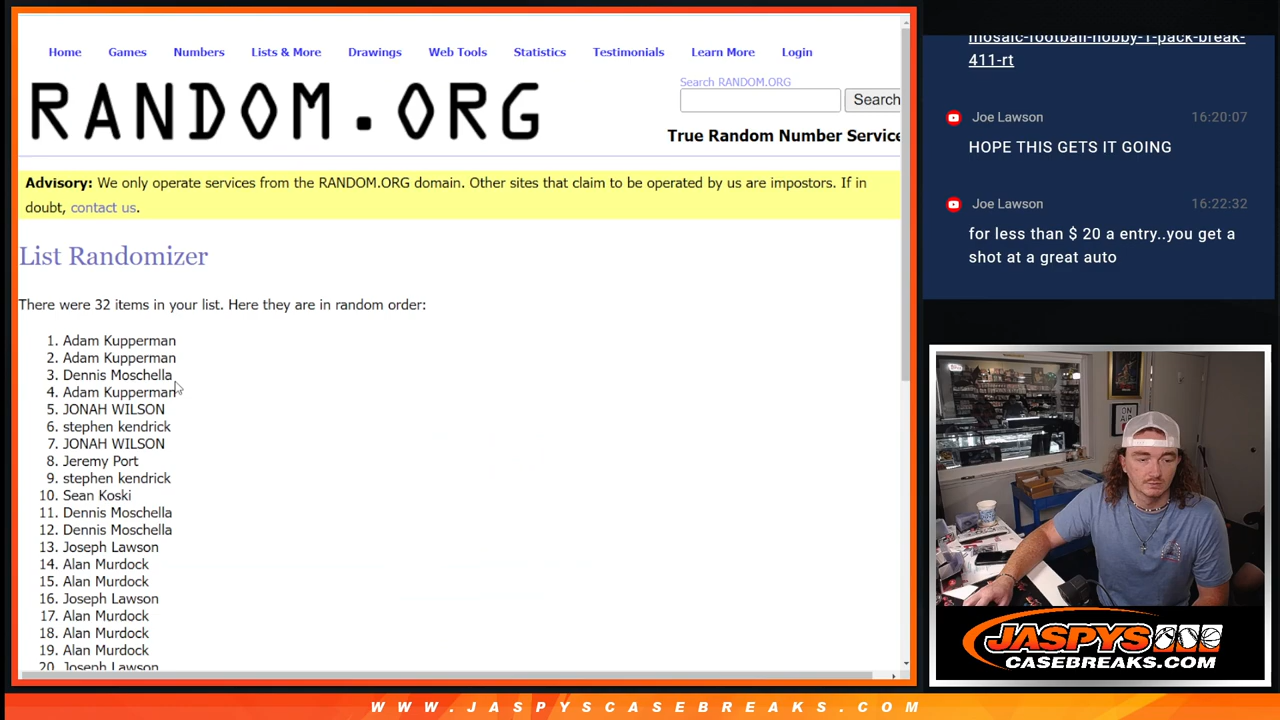 Home Games Numbers Lists & More Drawings Web Tools Statistics Testimonials Learn More Login
RANDOM.ORG
Search RANDOM.ORG
Search
True Random Number Service
Advisory: We only operate services from the RANDOM.ORG domain. Other sites that claim to be operated by us are impostors. If in
doubt, contact us.
List Randomizer
There were 32 items in your list. Here they are in random order:
1. Adam Kupperman
2. Adam Kupperman
3. Dennis Moschella
4. Adam Kupperman
5. JONAH WILSON
6. stephen kendrick
7. JONAH WILSON
8. Jeremy Port
9. stephen kendrick
10. Sean Koski
11. Dennis Moschella
12. Dennis Moschella
13. Joseph Lawson
14. Alan Murdock
15. Alan Murdock
16. Joseph Lawson
17. Alan Murdock
18. Alan Murdock
19. Alan Murdock
20. Joseph Lawson
mosaic-football-hobby-1-pack-break-
411-rt
Joe Lawson 16:20:07
HOPE THIS GETS IT GOING
Joe Lawson 16:22:32
for less than $ 20 a entry..you get a
shot at a great auto
ON
AIR
JASPYS
CASEBREAKS.COM
WWW.JASPYSCASEBREAKS.COM